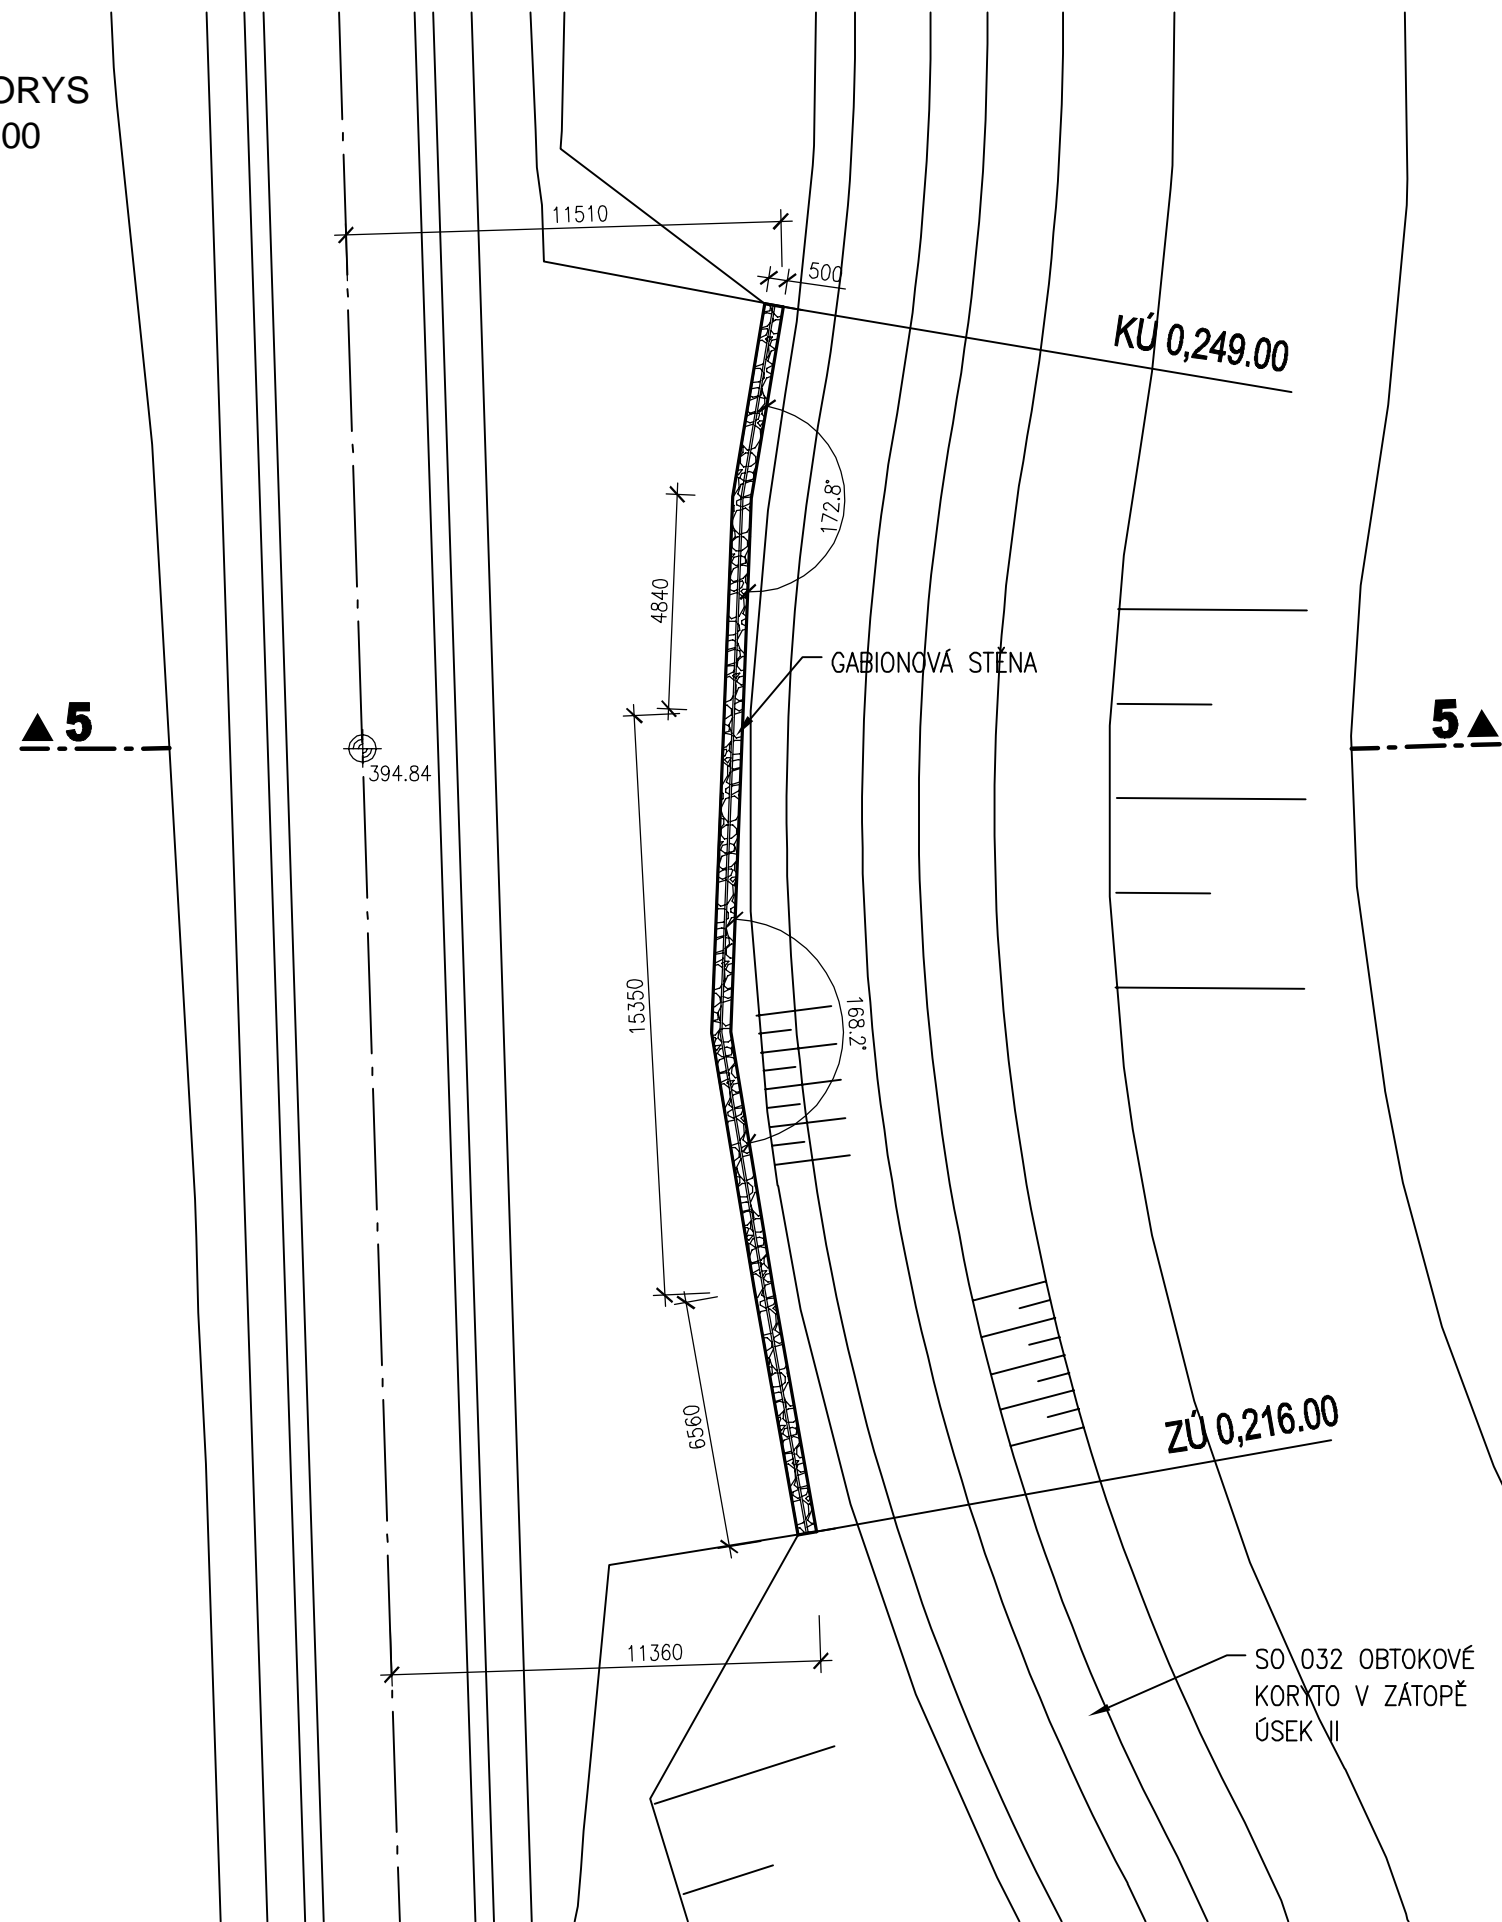 ORYS
00
11510
500
KÚ 0,249.00
172.8°
4840
GABIONOVÁ STĚNA
5
5
394.84
15350
168.2°
6560
ZÚ 0,216.00
11360
SO 032 OBTOKOVÉ
KORYTO V ZÁTOPĚ
ÚSEK II